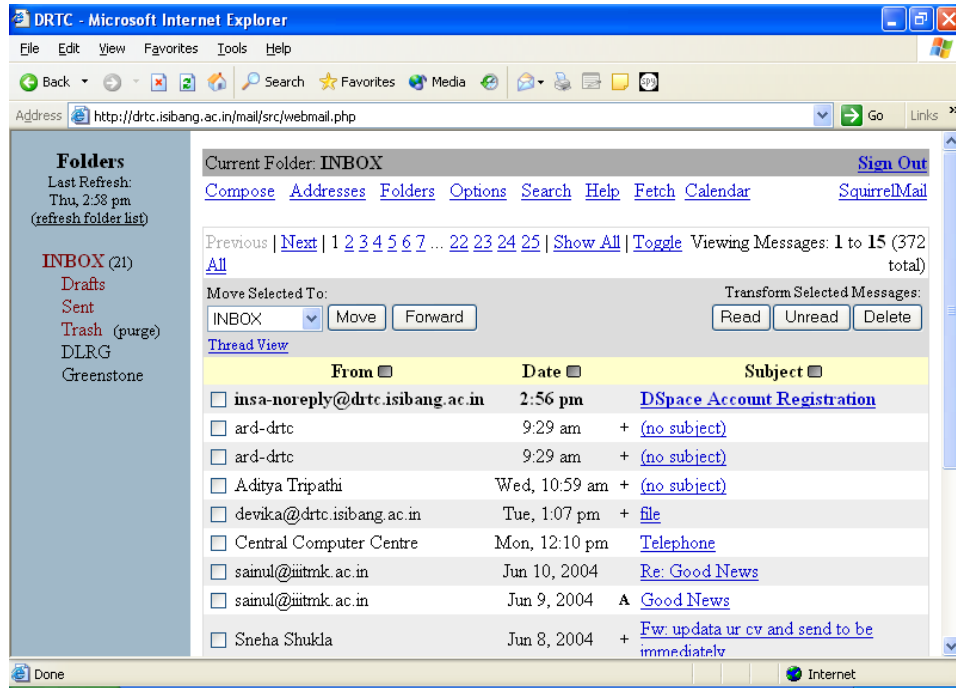 DRTC - Microsoft Internet Explorer
File Edit View Favorites Tools Help
Back Search Favorites Media
Address http://drtc.isibang.ac.in/mail/src/webmail.php Go Links »
Folders
Last Refresh:
Thu, 2:58 pm
(refresh folder list)
INBOX (21)
Drafts
Sent
Trash (purge)
DLRG
Greenstone
Current Folder: INBOX Sign Out
Compose Addresses Folders Options Search Help Fetch Calendar SquirrelMail
Previous | Next | 1 2 3 4 5 6 7 ... 22 23 24 25 | Show All | Toggle Viewing Messages: 1 to 15 (372
All total)
Move Selected To: Transform Selected Messages:
INBOX Move Forward Read Unread Delete
Thread View
From Date Subject
insa-noreply@drtc.isibang.ac.in 2:56 pm DSpace Account Registration
ard-drtc 9:29 am + (no subject)
ard-drtc 9:29 am + (no subject)
Aditya Tripathi Wed, 10:59 am + (no subject)
devika@drtc.isibang.ac.in Tue, 1:07 pm + file
Central Computer Centre Mon, 12:10 pm Telephone
sainul@iiitmk.ac.in Jun 10, 2004 Re: Good News
sainul@iiitmk.ac.in Jun 9, 2004 A Good News
Sneha Shukla Jun 8, 2004 + Fw: updata ur cv and send to be
immediately
Done Internet